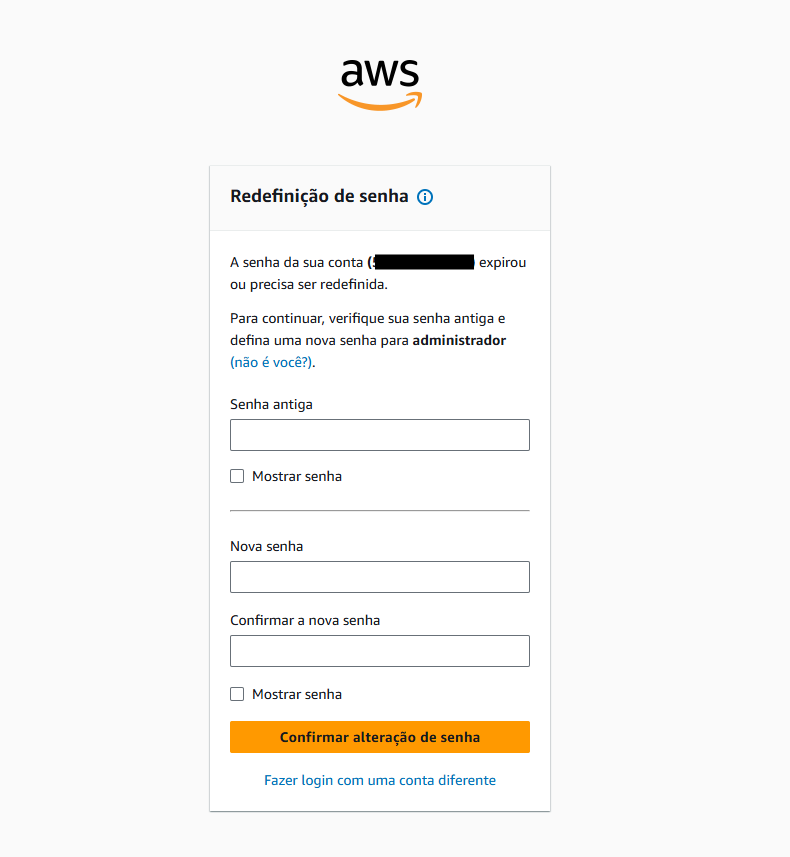 aws
Redefinição de senha
A senha da sua conta ( ) expirou
ou precisa ser redefinida.
Para continuar, verifique sua senha antiga e
defina uma nova senha para administrador
(não é você?).
Senha antiga
Mostrar senha
Nova senha
Confirmar a nova senha
Mostrar senha
Confirmar alteração de senha
Fazer login com uma conta diferente